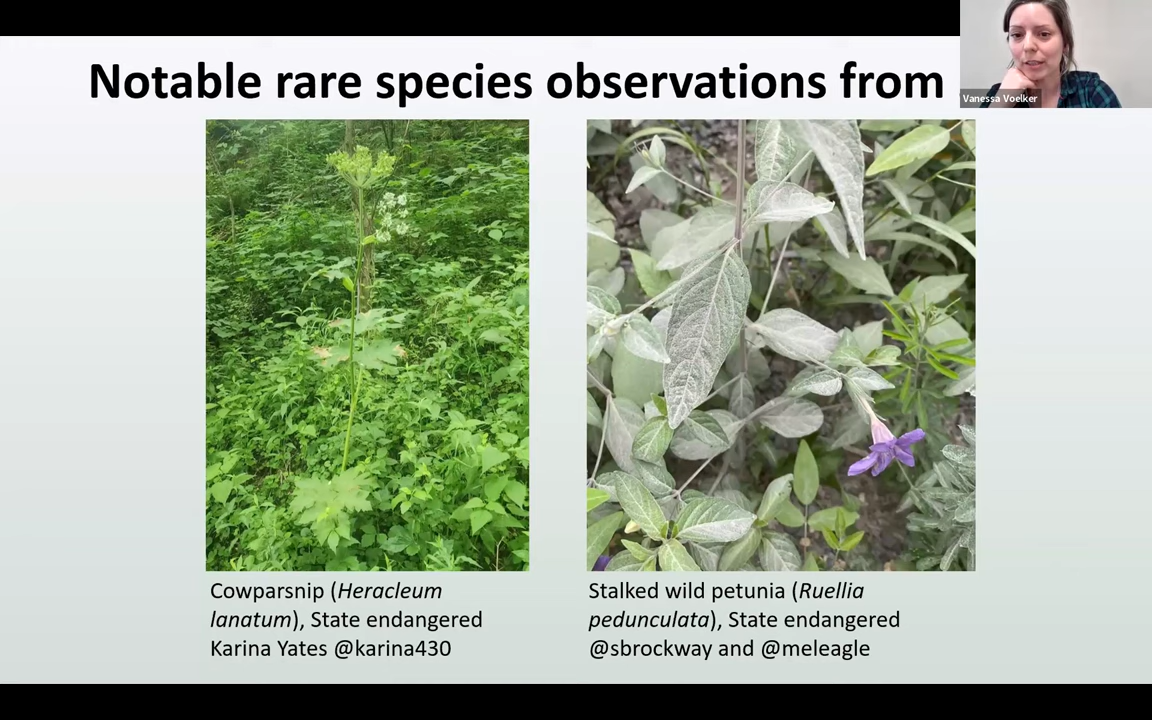 Notable rare species observations from
Vanessa Voelker
Cowparsnip (Heracleum
lanatum), State endangered
Karina Yates @karina430
Stalked wild petunia (Ruellia
pedunculata), State endangered
@sbrockway and @meleagle